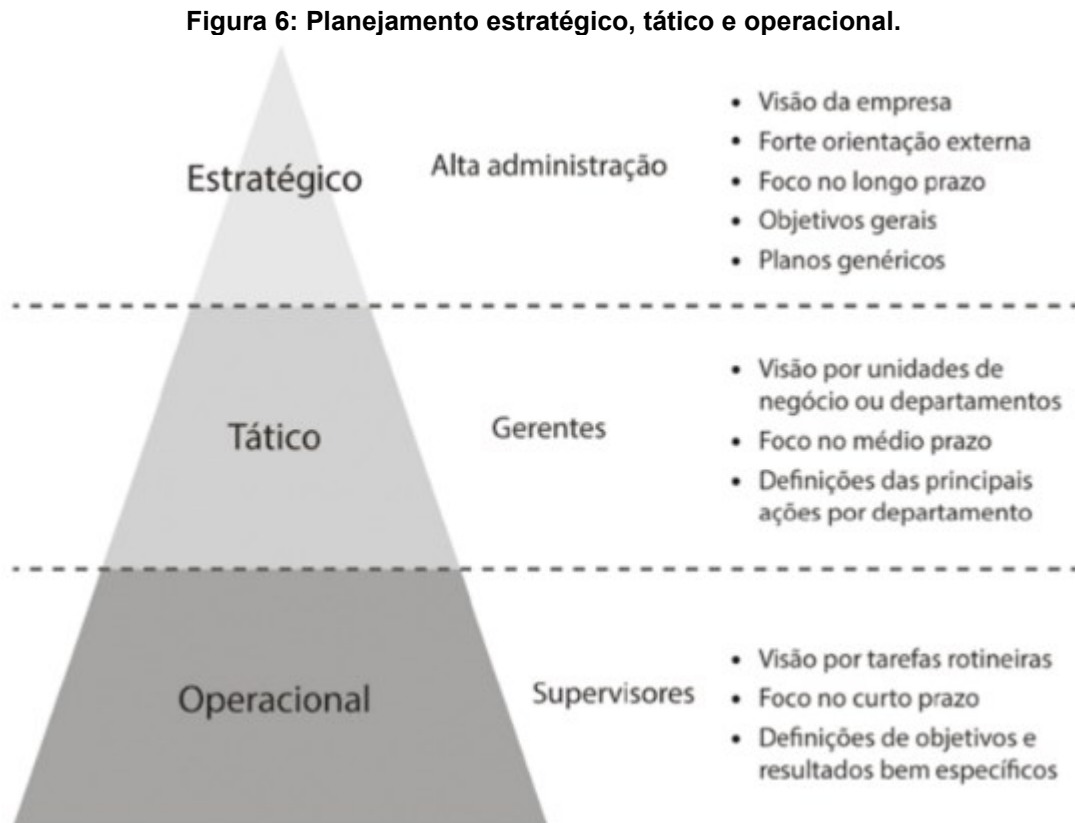 Figura 6: Planejamento estratégico, tático e operacional.
Estratégico
Alta administração
• Visão da empresa
• Forte orientação externa
• Foco no longo prazo
• Objetivos gerais
• Planos genéricos
Tático
Gerentes
• Visão por unidades de
negócio ou departamentos
• Foco no médio prazo
• Definições das principais
ações por departamento
Operacional
Supervisores
• Visão por tarefas rotineiras
• Foco no curto prazo
• Definições de objetivos e
resultados bem específicos